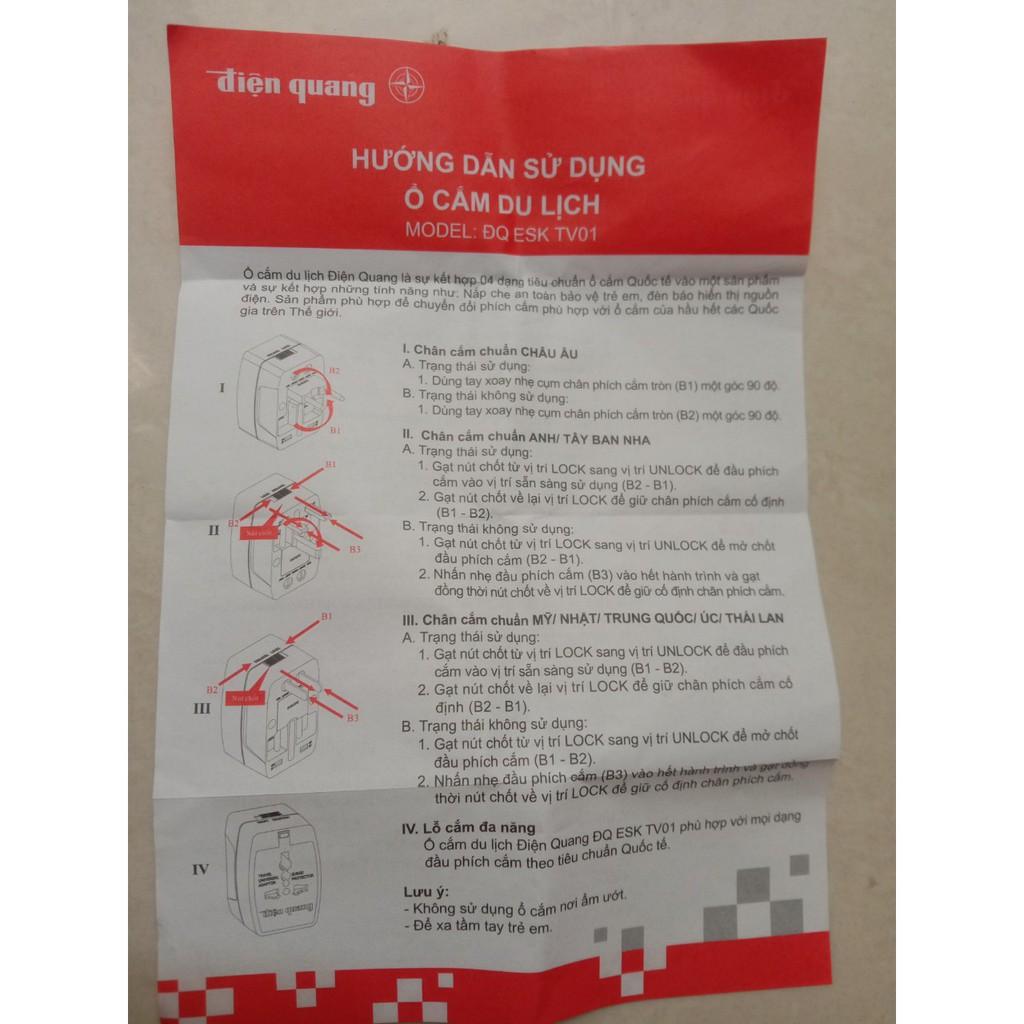 điện quang
HƯỚNG DẪN SỬ DỤNG
Ổ CẮM DU LỊCH
MODEL: ĐQ ESK TV01
Ổ cắm du lịch Điện Quang là sự kết hợp 04 dạng tiêu chuẩn ổ cắm Quốc tế vào một sản phẩm
và sự kết hợp những tính năng như: Nắp che an toàn bảo vệ trẻ em, đèn báo hiển thị nguồn
điện. Sản phẩm phù hợp để chuyển đổi phích cắm phù hợp với ổ cắm của hầu hết các Quốc
gia trên Thế giới.
I
B2
B1
I. Chân cắm chuẩn CHÂU ÂU
A. Trạng thái sử dụng:
1. Dùng tay xoay nhẹ cụm chân phích cắm tròn (B1) một góc 90 độ.
B. Trạng thái không sử dụng:
1. Dùng tay xoay nhẹ cụm chân phích cắm tròn (B2) một góc 90 độ.
II
B1
B2
Nút chốt
B3
II. Chân cắm chuẩn ANH/ TÂY BAN NHA
A. Trạng thái sử dụng:
1. Gạt nút chốt từ vị trí LOCK sang vị trí UNLOCK để đầu phích
cắm vào vị trí sẵn sàng sử dụng (B2 - B1).
2. Gạt nút chốt về lại vị trí LOCK để giữ chân phích cắm cố định
(B1 - B2).
B. Trạng thái không sử dụng:
1. Gạt nút chốt từ vị trí LOCK sang vị trí UNLOCK để mở chốt
đầu phích cắm (B2 - B1).
2. Nhấn nhẹ đầu phích cắm (B3) vào hết hành trình và gạt
đồng thời nút chốt về vị trí LOCK để giữ cố định chân phích cắm.
III
B1
B2
Nút chốt
B3
III. Chân cắm chuẩn MỸ/ NHẬT/ TRUNG QUỐC/ ÚC/ THÁI LAN
A. Trạng thái sử dụng:
1. Gạt nút chốt từ vị trí LOCK sang vị trí UNLOCK để đầu phích
cắm vào vị trí sẵn sàng sử dụng (B1 - B2).
2. Gạt nút chốt về lại vị trí LOCK để giữ chân phích cắm cố
định (B2 - B1).
B. Trạng thái không sử dụng:
1. Gạt nút chốt từ vị trí LOCK sang vị trí UNLOCK để mở chốt
đầu phích cắm (B1 - B2).
2. Nhấn nhẹ đầu phích cắm (B3) vào hết hành trình và gạt đồng
thời nút chốt về vị trí LOCK để giữ cố định chân phích cắm.
IV
TRAVEL
UNIVERSAL
ADAPTOR
SURGE
PROTECTOR
điện quang
IV. Lỗ cắm đa năng
Ổ cắm du lịch Điện Quang ĐQ ESK TV01 phù hợp với mọi dạng
đầu phích cắm theo tiêu chuẩn Quốc tế.
Lưu ý:
- Không sử dụng ổ cắm nơi ẩm ướt.
- Để xa tầm tay trẻ em.